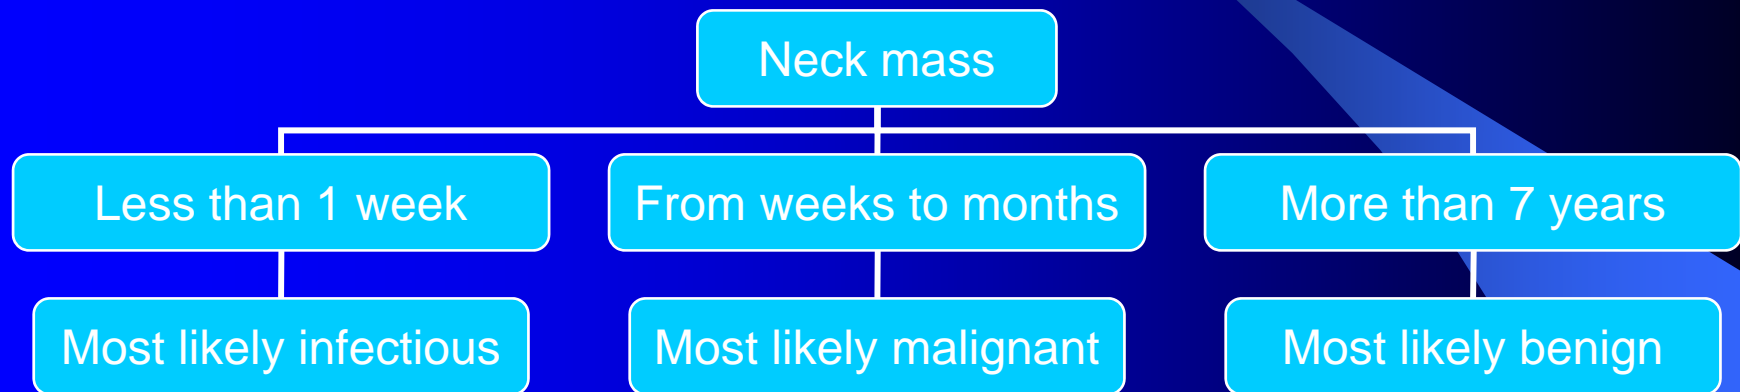 Neck mass
Less than 1 week
From weeks to months
More than 7 years
Most likely infectious
Most likely malignant
Most likely benign